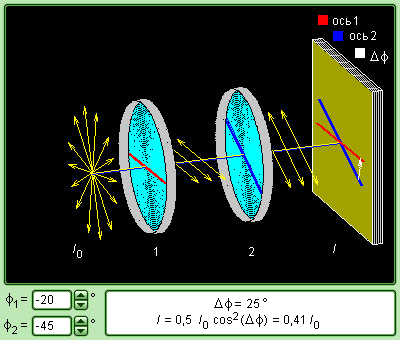 ось 1
ось 2
Δϕ
I₀ 1 2 I
ϕ₁ = -20 °
ϕ₂ = -45 °
Δϕ = 25 °
I = 0,5 I₀ cos²(Δϕ) = 0,41 I₀